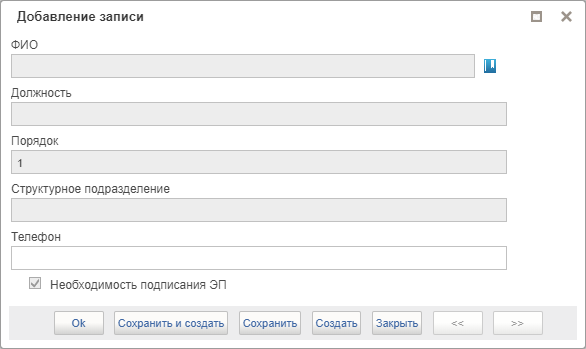 Добавление записи
ФИО
Должность
Порядок
1
Структурное подразделение
Телефон
Необходимость подписания ЭП
Ok Сохранить и создать Сохранить Создать Закрыть << >>